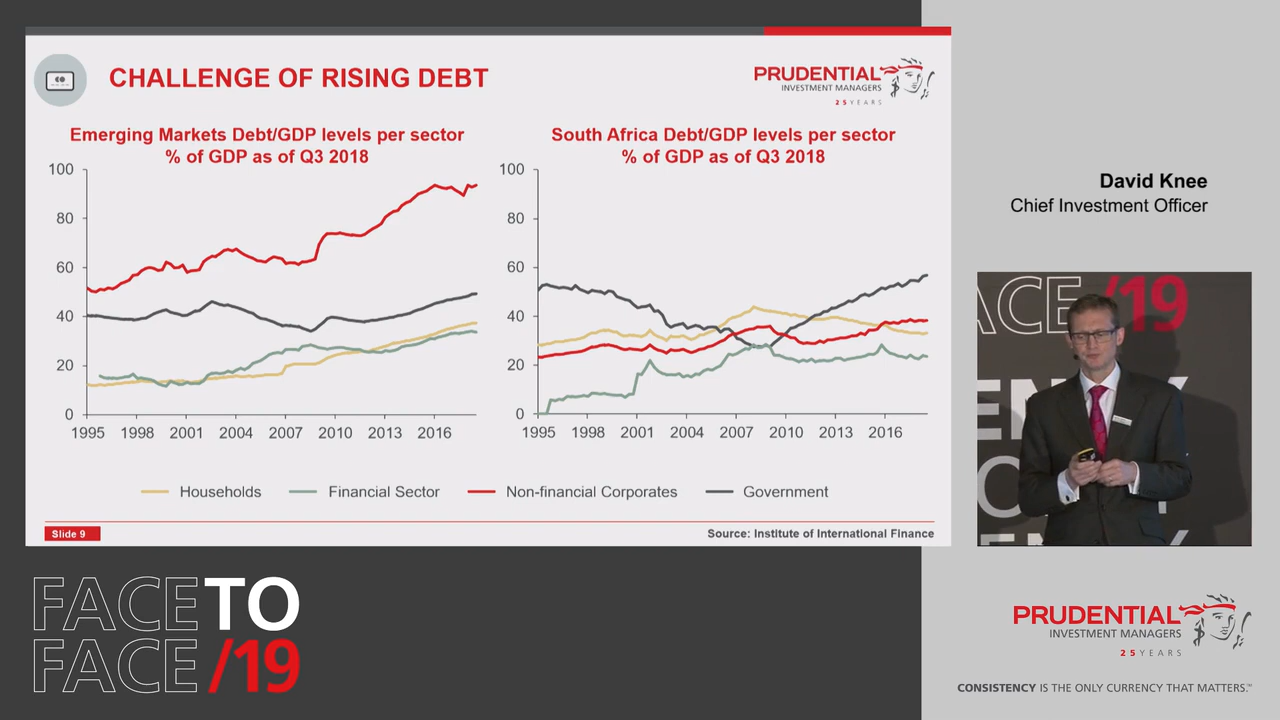 CHALLENGE OF RISING DEBT
PRUDENTIAL
INVESTMENT MANAGERS
25 YEARS
Emerging Markets Debt/GDP levels per sector
% of GDP as of Q3 2018
100
80
60
40
20
0
1995 1998 2001 2004 2007 2010 2013 2016
South Africa Debt/GDP levels per sector
% of GDP as of Q3 2018
100
80
60
40
20
0
1995 1998 2001 2004 2007 2010 2013 2016
Households Financial Sector Non-financial Corporates Government
Slide 9
Source: Institute of International Finance
David Knee
Chief Investment Officer
ACE/19
FACETO
FACE/19
PRUDENTIAL
INVESTMENT MANAGERS
25 YEARS
CONSISTENCY IS THE ONLY CURRENCY THAT MATTERS.™